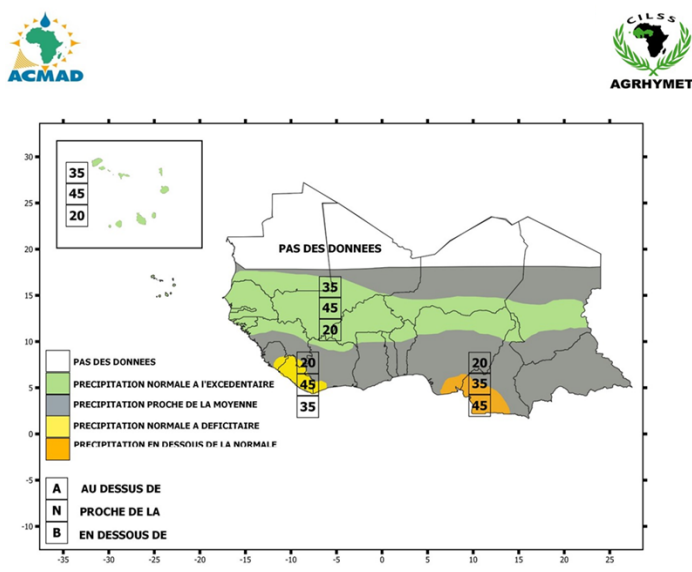 ACMAD
CILSS
AGRHYMET
30
25
20
15
10
5
0
-5
-10
35
45
20
PAS DES DONNEES
35
45
20
20
45
35
20
35
45
PAS DES DONNEES
PRECIPITATION NORMALE A l'EXCEDENTAIRE
PRECIPITATION PROCHE DE LA MOYENNE
PRECIPITATION NORMALE A DEFICITAIRE
PRECIPITATION EN DESSOUS DE LA NORMALE
A AU DESSUS DE
N PROCHE DE LA
B EN DESSOUS DE
-35 -30 -25 -20 -15 -10 -5 0 5 10 15 20 25